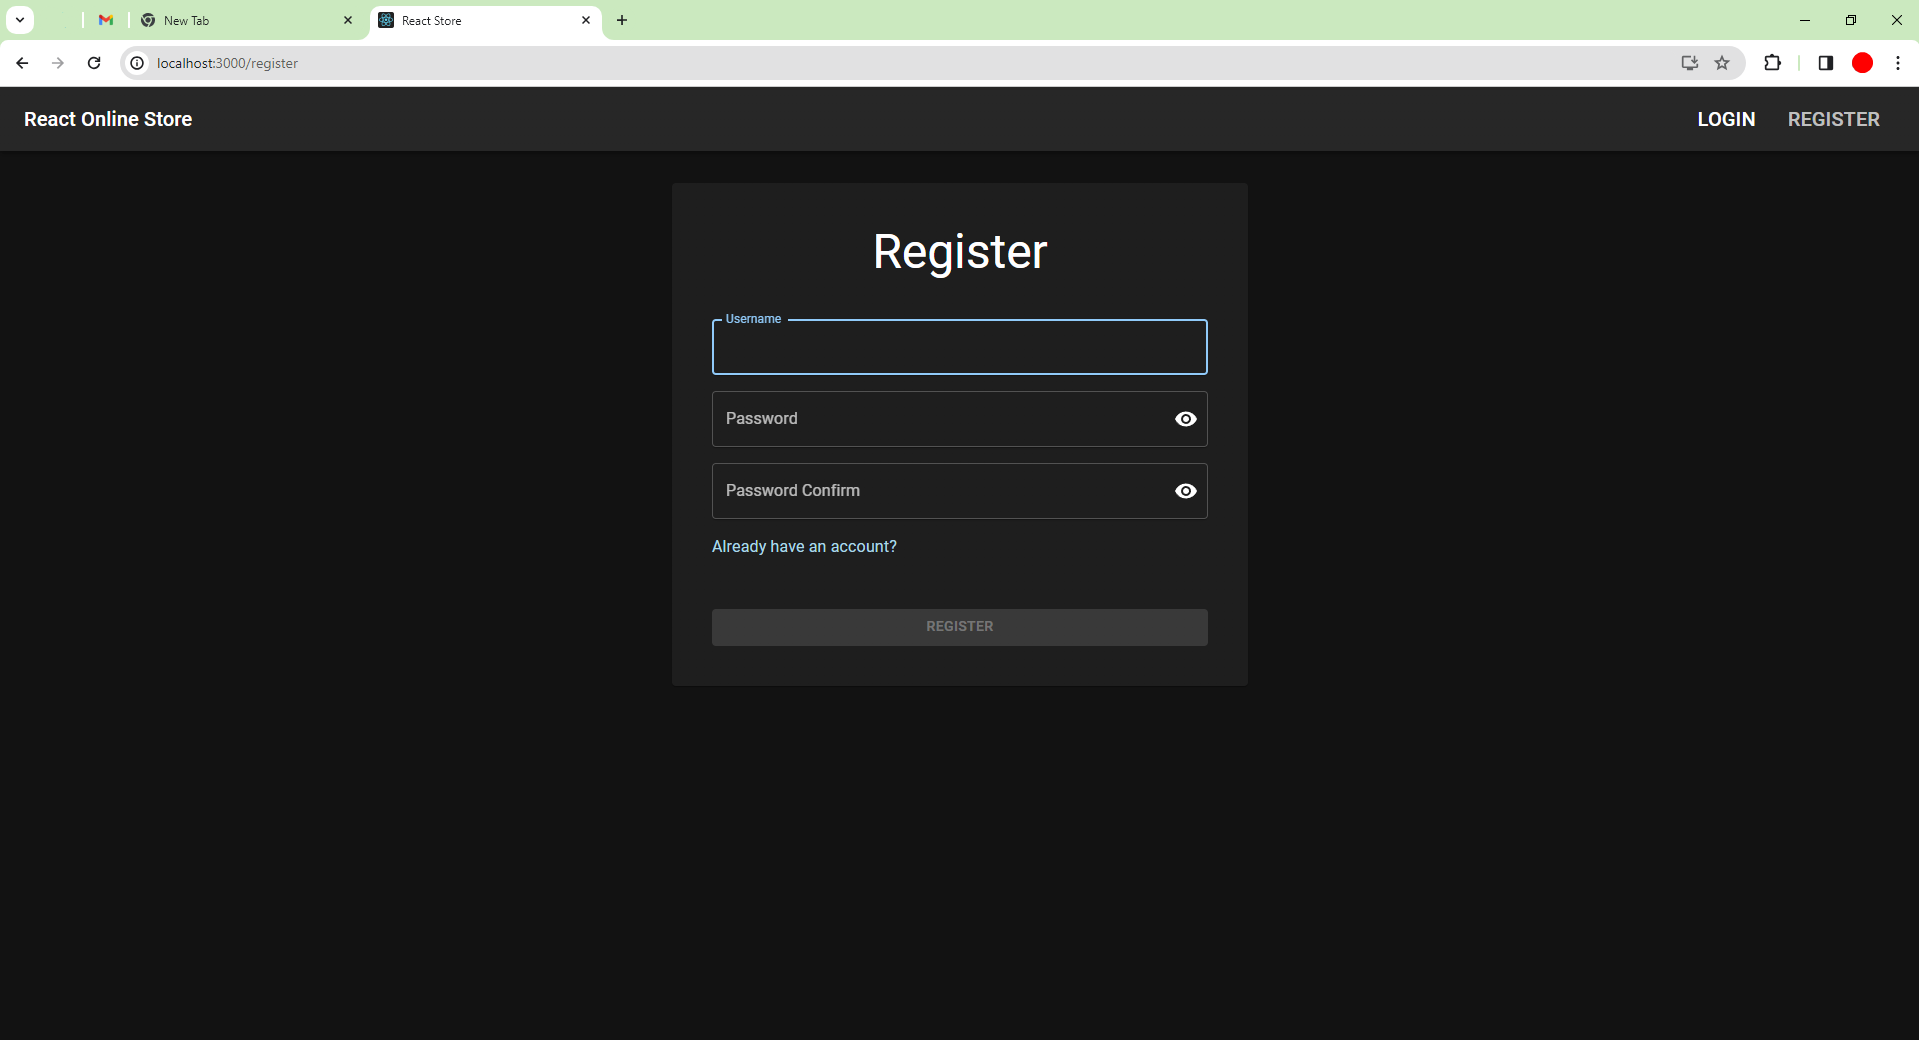 New Tab
React Store
localhost:3000/register
React Online Store
LOGIN
REGISTER
Register
Username
Password
Password Confirm
Already have an account?
REGISTER